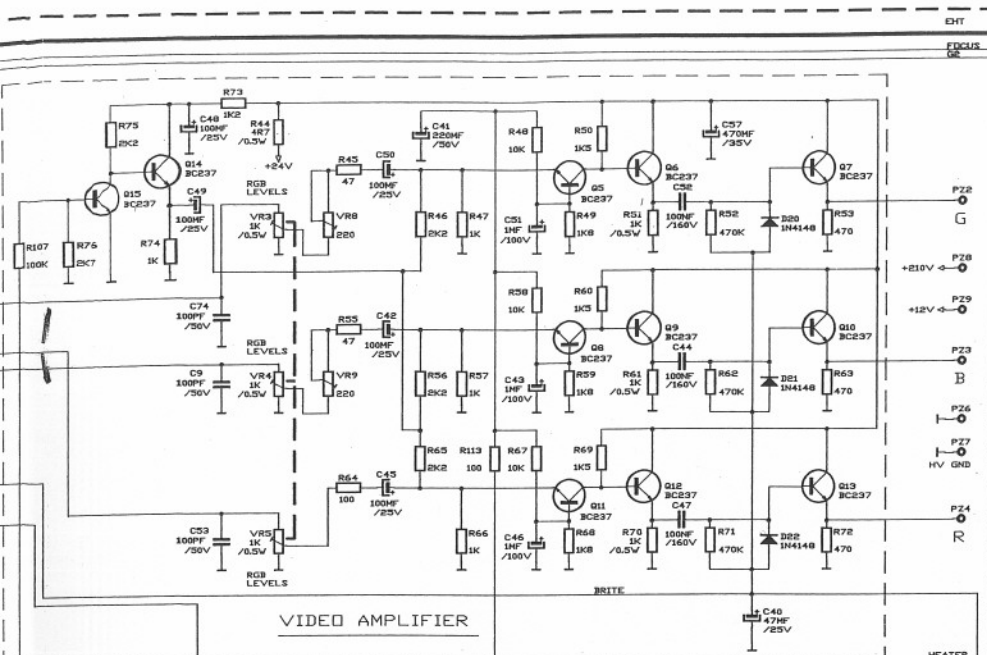 EHT
FOCUS
G2
R73
1K2
R75
2K2
C48
100MF
/25V
R44
4R7
/0.5W
+24V
C41
220MF
/50V
R48
10K
R50
1K5
C57
470MF
/35V
Q14
BC237
Q15
BC237
C49
100MF
/25V
R74
1K
R107
100K
R76
2K7
RGB
LEVELS
VR3
1K
/0.5W
R45
47
C50
100MF
/25V
VR8
220
R46
2K2
R47
1K
C51
1MF
/100V
Q5
BC237
R49
1K8
Q6
BC237
C52
100NF
/160V
R51
1K
/0.5W
R52
470K
D20
1N4148
Q7
BC237
R53
470
PZ2
G
PZ8
+210V
PZ9
+12V
C74
100PF
/50V
R55
47
C42
100MF
/25V
R58
10K
R60
1K5
Q9
BC237
Q10
BC237
RGB
LEVELS
C9
100PF
/50V
VR4
1K
/0.5W
VR9
220
R56
2K2
R57
1K
C43
1MF
/100V
Q8
BC237
R59
1K8
C44
100NF
/160V
R61
1K
/0.5W
R62
470K
D21
1N4148
R63
470
PZ3
B
PZ6
PZ7
HV GND
R65
2K2
R113
100
R67
10K
R69
1K5
R64
100
C45
100MF
/25V
Q11
BC237
Q12
BC237
C47
100NF
/160V
Q13
BC237
PZ4
R
C53
100PF
/50V
VR5
1K
/0.5W
RGB
LEVELS
R66
1K
C46
1MF
/100V
R68
1K8
R70
1K
/0.5W
R71
470K
D22
1N4148
R72
470
BRITE
VIDEO AMPLIFIER
C40
47MF
/25V
HEATER